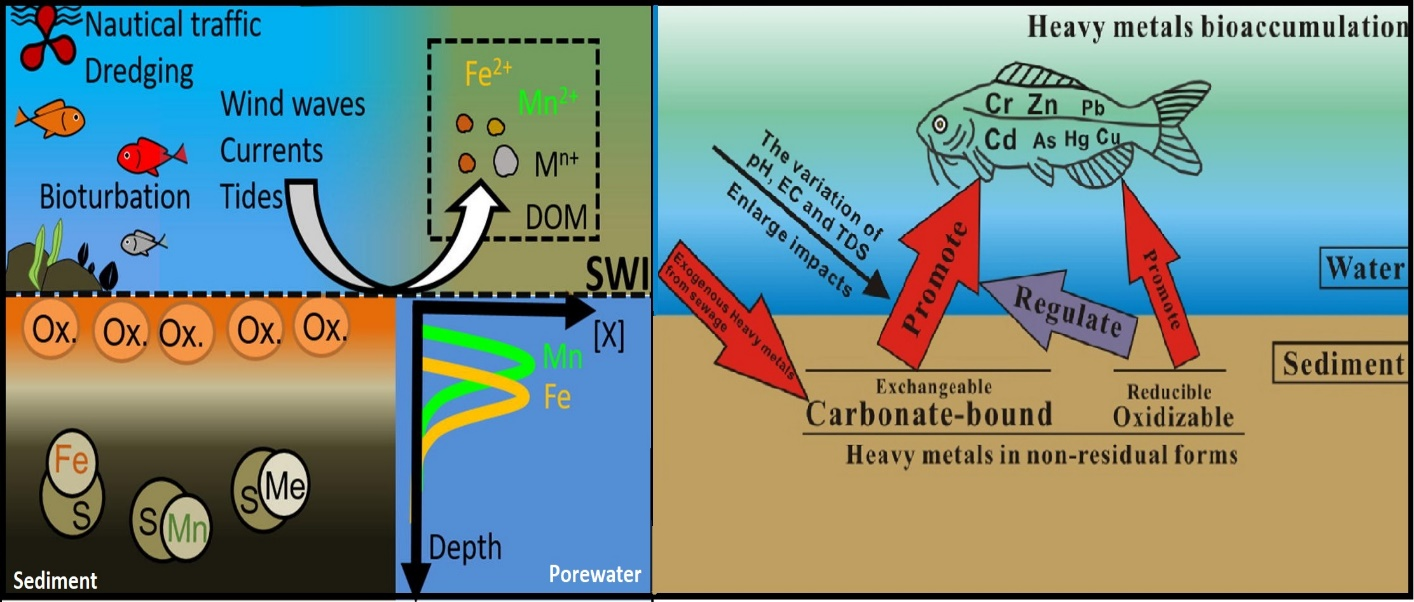 Nautical traffic
Dredging
Wind waves
Currents
Tides
Bioturbation
Fe²⁺
Mn²⁺
Mⁿ⁺
DOM
SWI
Ox.
Ox.
Ox.
Ox.
Ox.
[X]
Mn
Fe
Fe
S
S
Mn
S
Me
Depth
Sediment
Porewater
Heavy metals bioaccumulation
Cr Zn Pb
Cd As Hg Cu
The variation of
pH, EC and TDS
Enlarge impacts
Exogenous Heavy metals
from sewage
Promote
Regulate
Promote
Water
Sediment
Exchangeable
Carbonate-bound
Reducible
Oxidizable
Heavy metals in non-residual forms